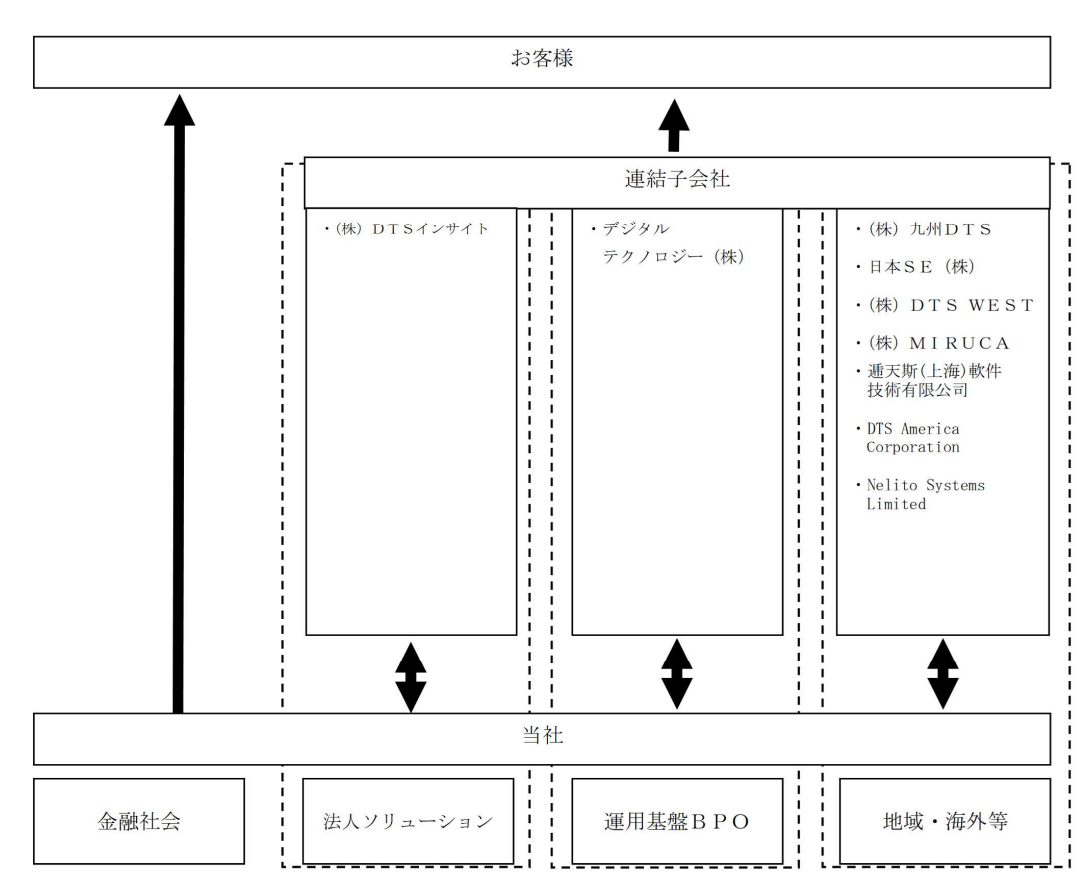 お客様
連結子会社
・(株) ＤＴＳインサイト
・デジタル
テクノロジー (株)
・(株) 九州ＤＴＳ
・日本ＳＥ (株)
・(株) ＤＴＳ ＷＥＳＴ
・(株) ＭＩＲＵＣＡ
・逓天斯(上海)軟件
技術有限公司
・DTS America
Corporation
・Nelito Systems
Limited
当社
金融社会
法人ソリューション
運用基盤ＢＰＯ
地域・海外等